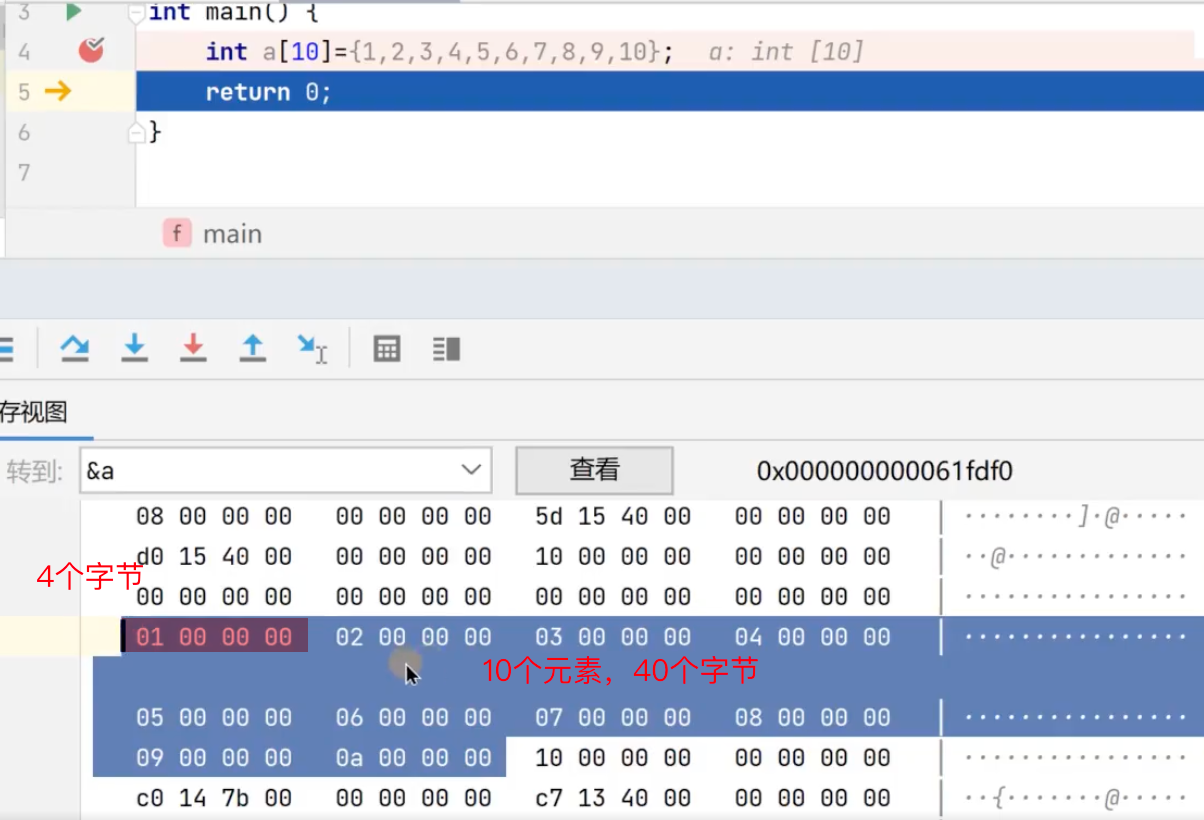 3 int main() {
4 int a[10]={1,2,3,4,5,6,7,8,9,10}; a: int [10]
5 return 0;
6 }
7
f main
存视图
转到: &a 查看 0x000000000061fdf0
08 00 00 00 00 00 00 00 5d 15 40 00 00 00 00 00 ········]·@·····
d0 15 40 00 00 00 00 00 10 00 00 00 00 00 00 00 ··@·············
4个字节
00 00 00 00 00 00 00 00 00 00 00 00 00 00 00 00 ················
01 00 00 00 02 00 00 00 03 00 00 00 04 00 00 00 ················
10个元素，40个字节
05 00 00 00 06 00 00 00 07 00 00 00 08 00 00 00 ················
09 00 00 00 0a 00 00 00 10 00 00 00 00 00 00 00 ················
c0 14 7b 00 00 00 00 00 c7 13 40 00 00 00 00 00 ··{·······@·····